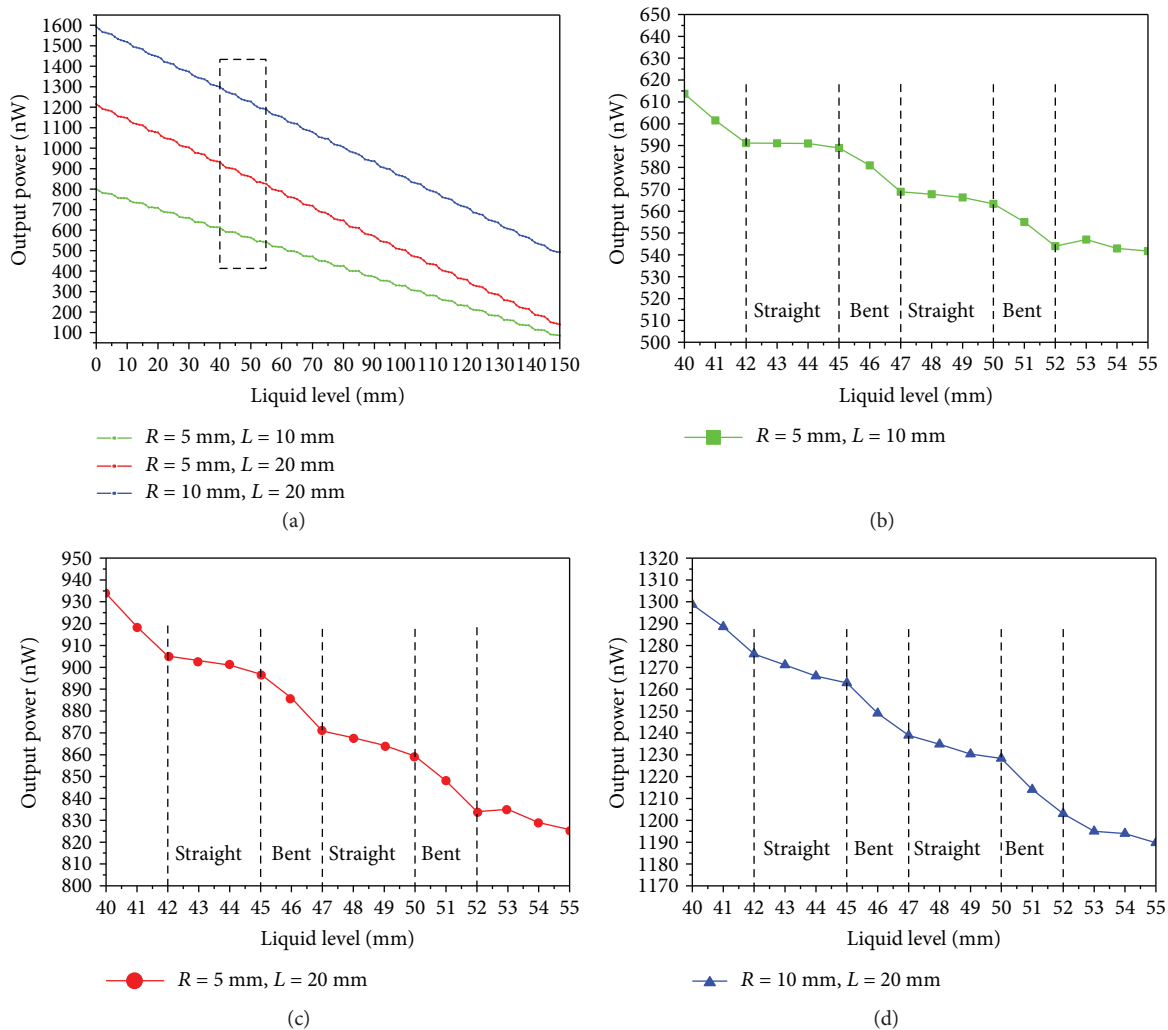 1600
1500
1400
1300
1200
1100
1000
900
800
700
600
500
400
300
200
100
Output power (nW)
0 10 20 30 40 50 60 70 80 90 100 110 120 130 140 150
Liquid level (mm)
R = 5 mm, L = 10 mm
R = 5 mm, L = 20 mm
R = 10 mm, L = 20 mm
(a)
650
640
630
620
610
600
590
580
570
560
550
540
530
520
510
500
Output power (nW)
Straight Bent Straight Bent
40 41 42 43 44 45 46 47 48 49 50 51 52 53 54 55
Liquid level (mm)
R = 5 mm, L = 10 mm
(b)
950
940
930
920
910
900
890
880
870
860
850
840
830
820
810
800
Output power (nW)
Straight Bent Straight Bent
40 41 42 43 44 45 46 47 48 49 50 51 52 53 54 55
Liquid level (mm)
R = 5 mm, L = 20 mm
(c)
1320
1310
1300
1290
1280
1270
1260
1250
1240
1230
1220
1210
1200
1190
1180
1170
Output power (nW)
Straight Bent Straight Bent
40 41 42 43 44 45 46 47 48 49 50 51 52 53 54 55
Liquid level (mm)
R = 10 mm, L = 20 mm
(d)